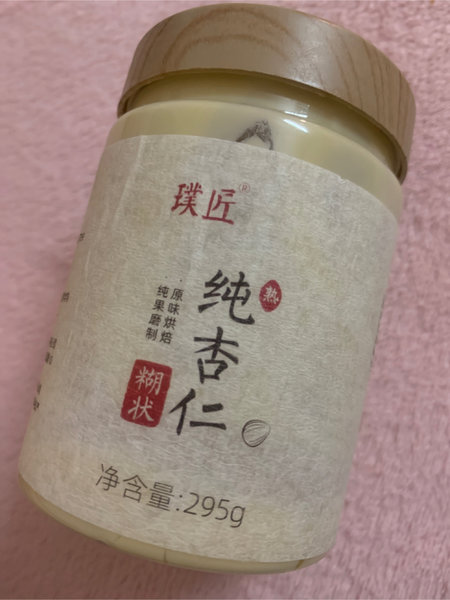 璞匠®
熟
纯杏仁
原味烘焙
纯果磨制
糊状
净含量:295g